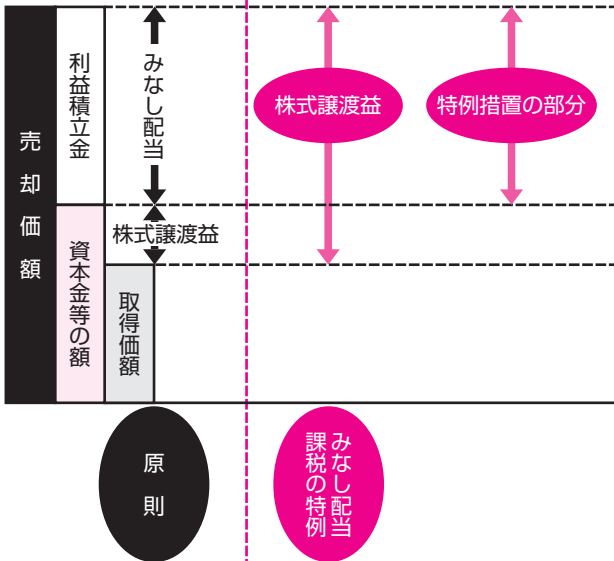 売却価額
利益積立金
資本金等の額
みなし配当
株式譲渡益
取得価額
株式譲渡益
特例措置の部分
原則
みなし配当
課税の特例